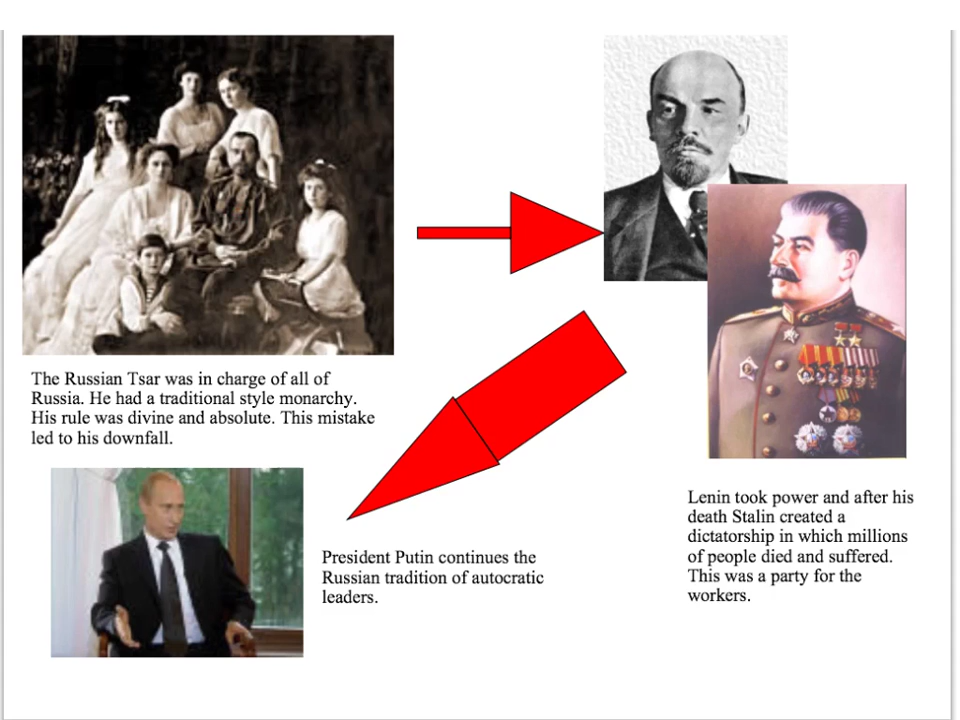 The Russian Tsar was in charge of all of
Russia. He had a traditional style monarchy.
His rule was divine and absolute. This mistake
led to his downfall.
President Putin continues the
Russian tradition of autocratic
leaders.
Lenin took power and after his
death Stalin created a
dictatorship in which millions
of people died and suffered.
This was a party for the
workers.